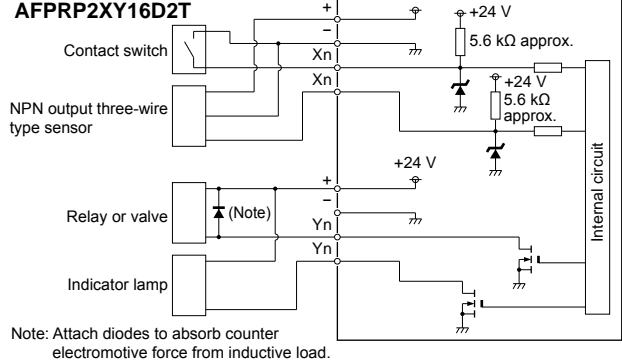 AFPRP2XY16D2T
+
+24 V
−
5.6 kΩ approx.
Contact switch
Xn
Xn
+24 V
5.6 kΩ
approx.
NPN output three-wire
type sensor
+24 V
+
−
Relay or valve
(Note)
Yn
Yn
Internal circuit
Indicator lamp
Note: Attach diodes to absorb counter
electromotive force from inductive load.